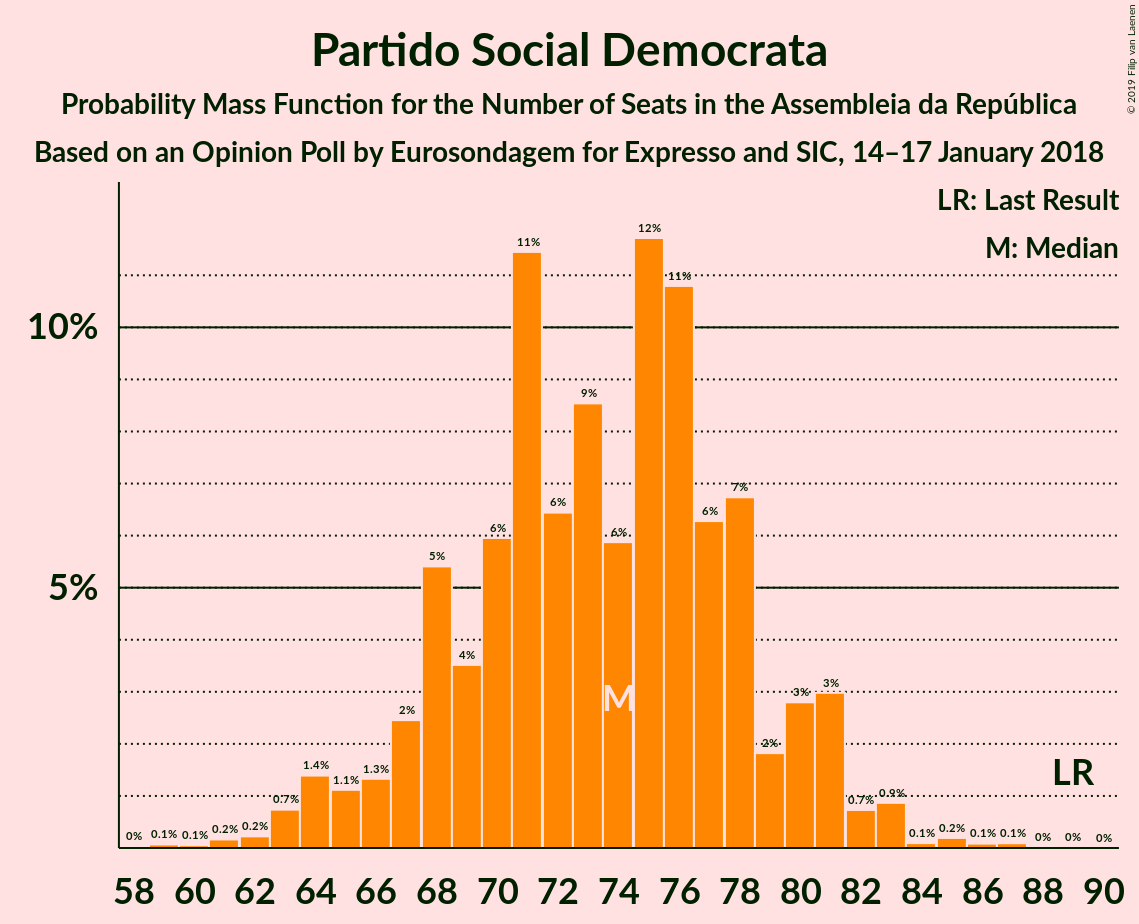 Partido Social Democrata
Probability Mass Function for the Number of Seats in the Assembleia da República
Based on an Opinion Poll by Eurosondagem for Expresso and SIC, 14–17 January 2018
© 2019 Filip van Laenen
LR: Last Result
M: Median
10%
5%
0% 0.1% 0.1% 0.2% 0.2% 0.7% 1.4% 1.1% 1.3% 2% 5% 4% 6% 11% 6% 9% 6% 12% 11% 6% 7% 2% 3% 3% 0.7% 0.9% 0.1% 0.2% 0.1% 0.1% 0% 0% 0%
M
LR
58 60 62 64 66 68 70 72 74 76 78 80 82 84 86 88 90